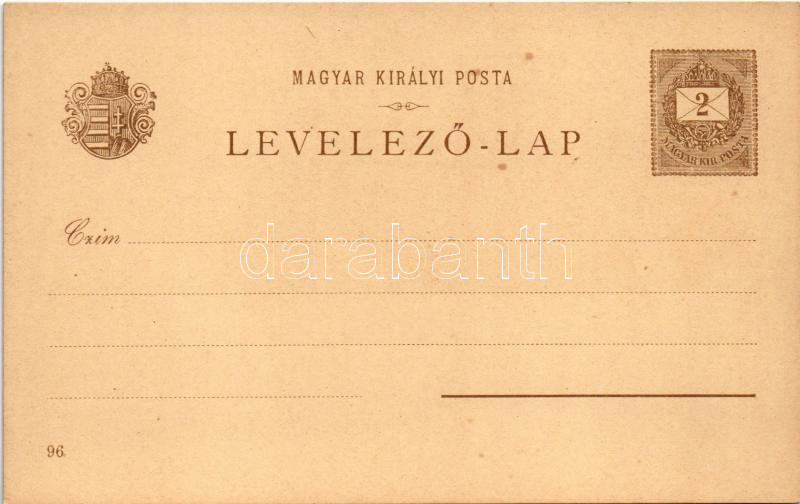 MAGYAR KIRÁLYI POSTA
LEVELEZŐ-LAP
2
MAGYAR KIR. POSTA
Czim
darabanth
96.